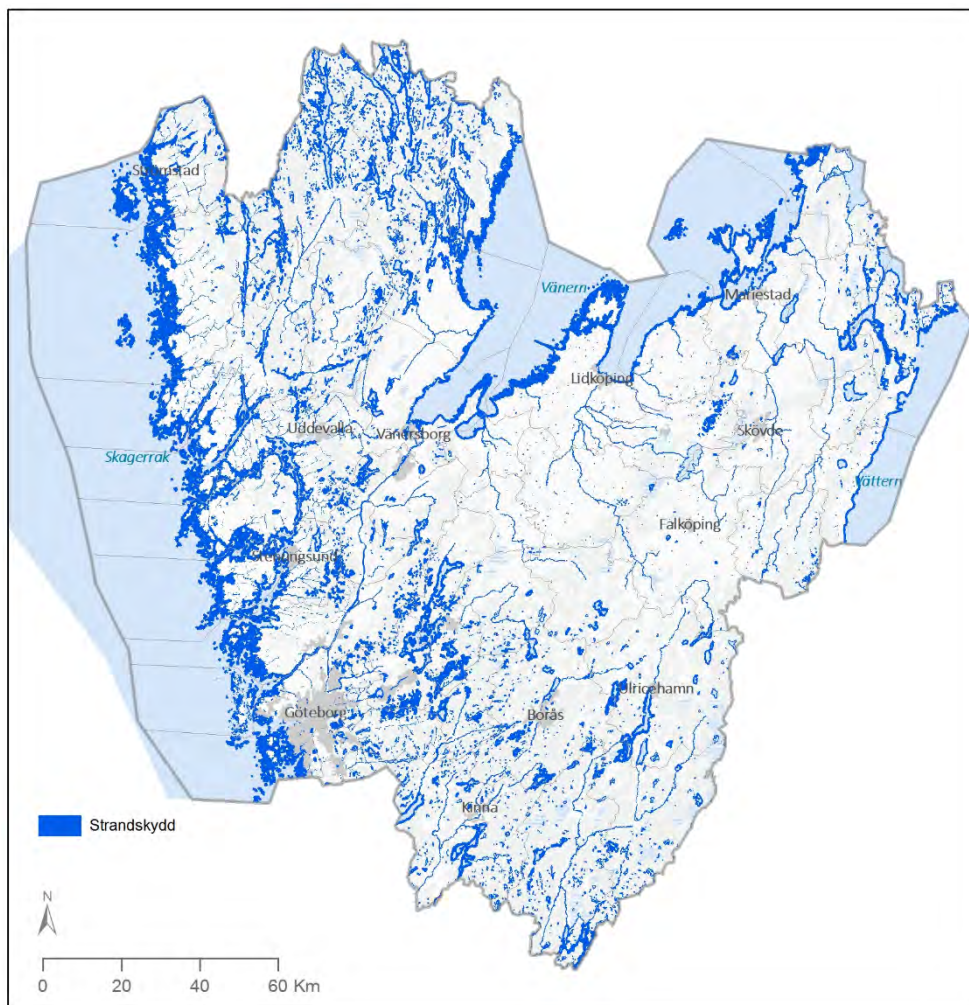 Strömstad
Vänern
Mariestad
Lidköping
Uddevalla
Vänersborg
Skövde
Skagerrak
Vättern
Falköping
Stenungsund
Ulricehamn
Göteborg
Borås
Kinna
Strandskydd
N
0 20 40 60 Km